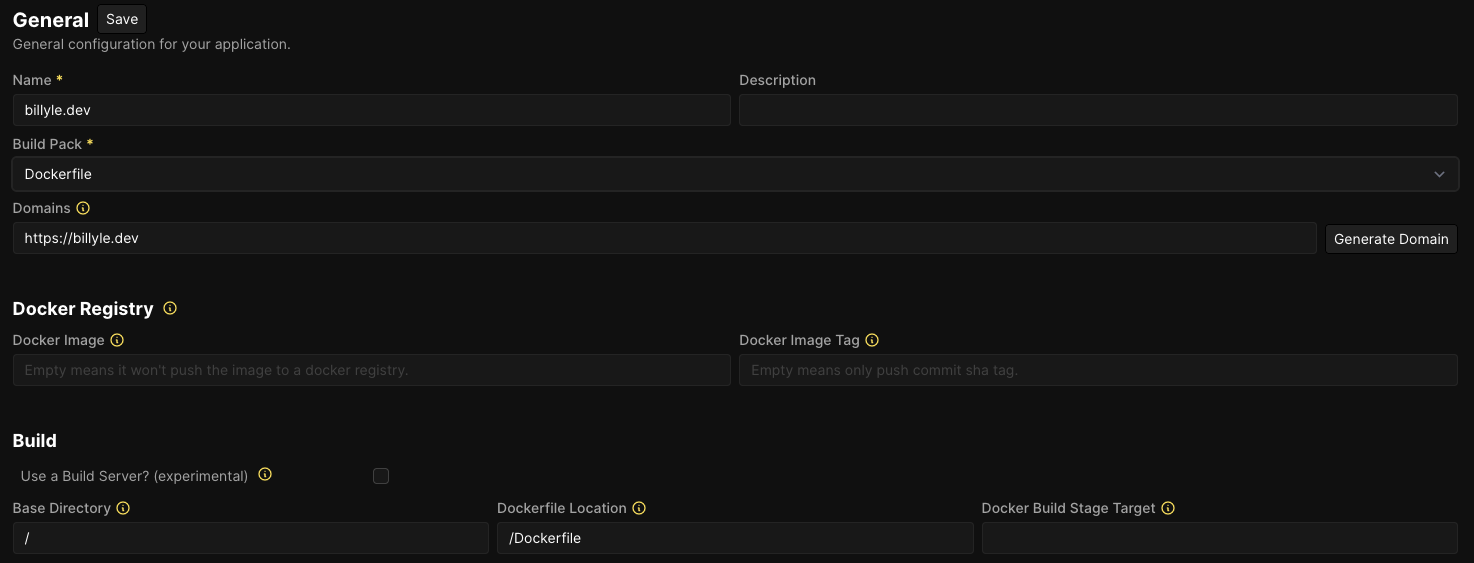 General Save
General configuration for your application.
Name * Description
billyle.dev
Build Pack *
Dockerfile
Domains
https://billyle.dev Generate Domain
Docker Registry
Docker Image Docker Image Tag
Empty means it won't push the image to a docker registry. Empty means only push commit sha tag.
Build
Use a Build Server? (experimental)
Base Directory Dockerfile Location Docker Build Stage Target
/ /Dockerfile